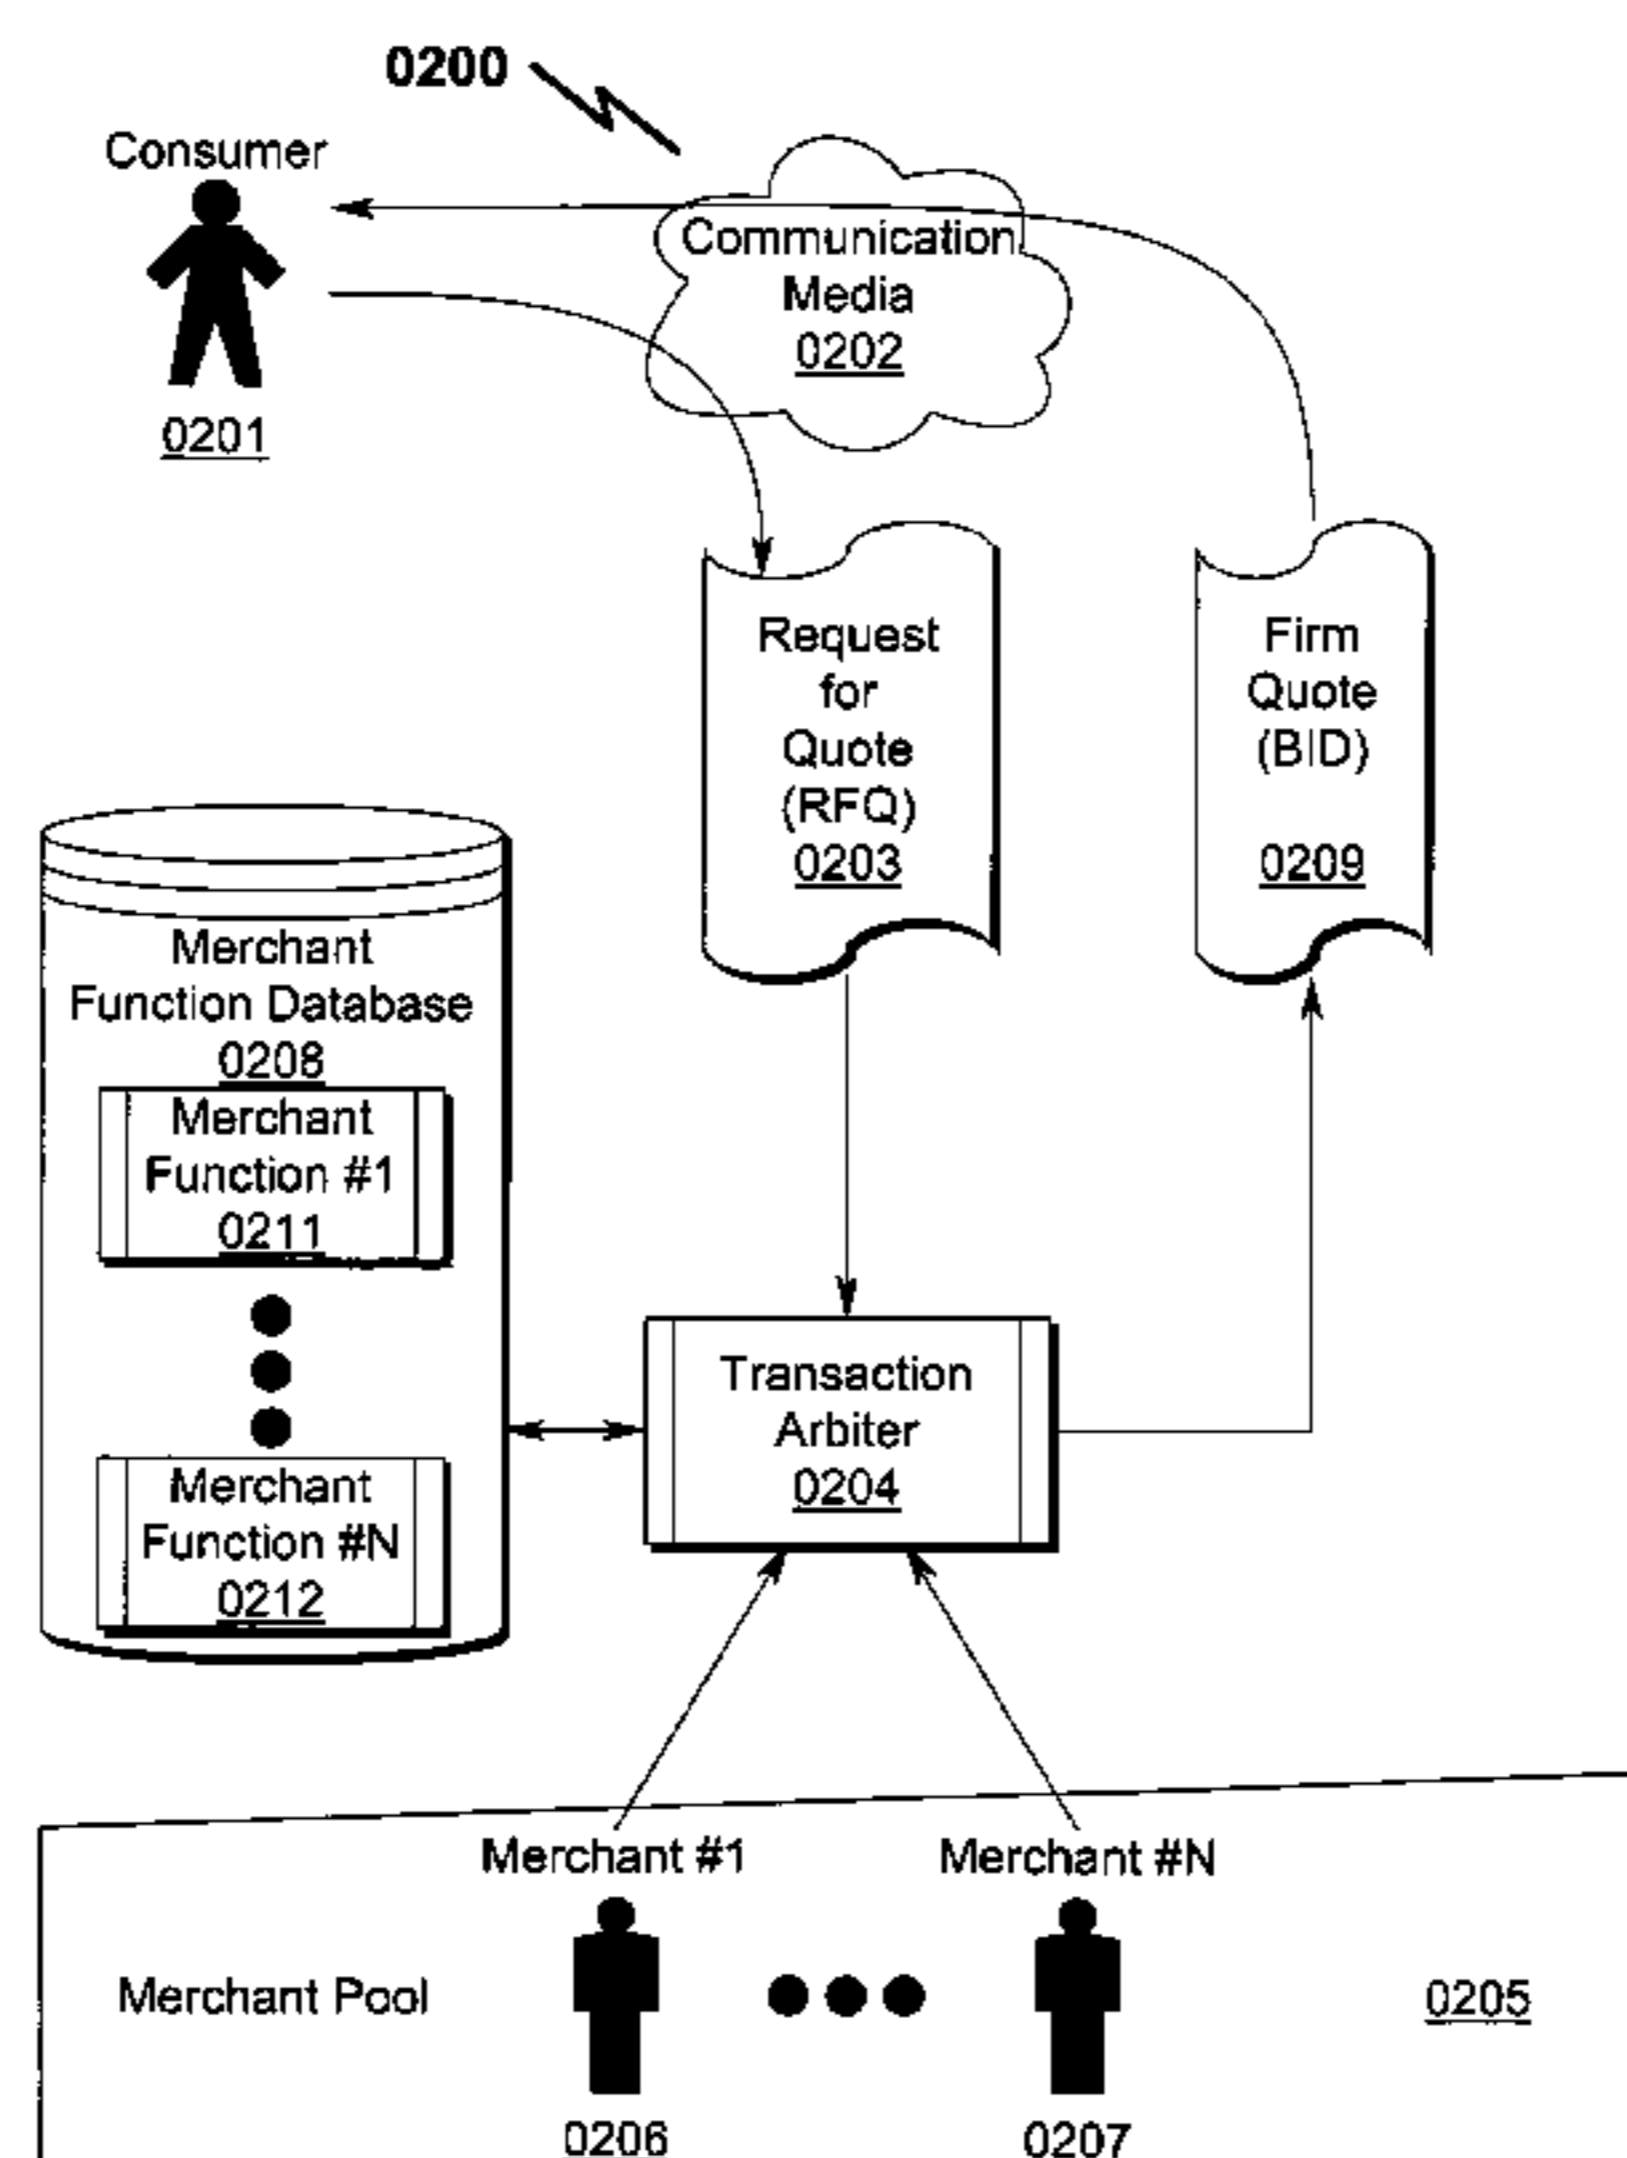 0200
Consumer
0201
Communication
Media
0202
Request
for
Quote
(RFQ)
0203
Firm
Quote
(BID)
0209
Merchant
Function Database
0208
Merchant
Function #1
0211
Merchant
Function #N
0212
Transaction
Arbiter
0204
Merchant #1
Merchant #N
Merchant Pool
0205
0206
0207